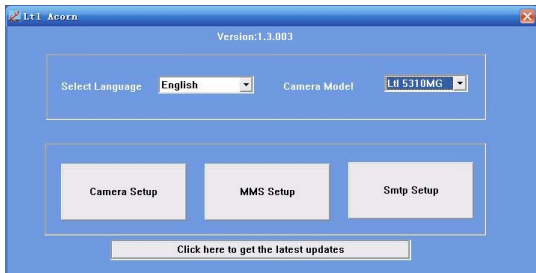 Ltl Acorn
Version:1.3.003
Select Language English Camera Model Ltl 5310MG
Camera Setup MMS Setup Smtp Setup
Click here to get the latest updates